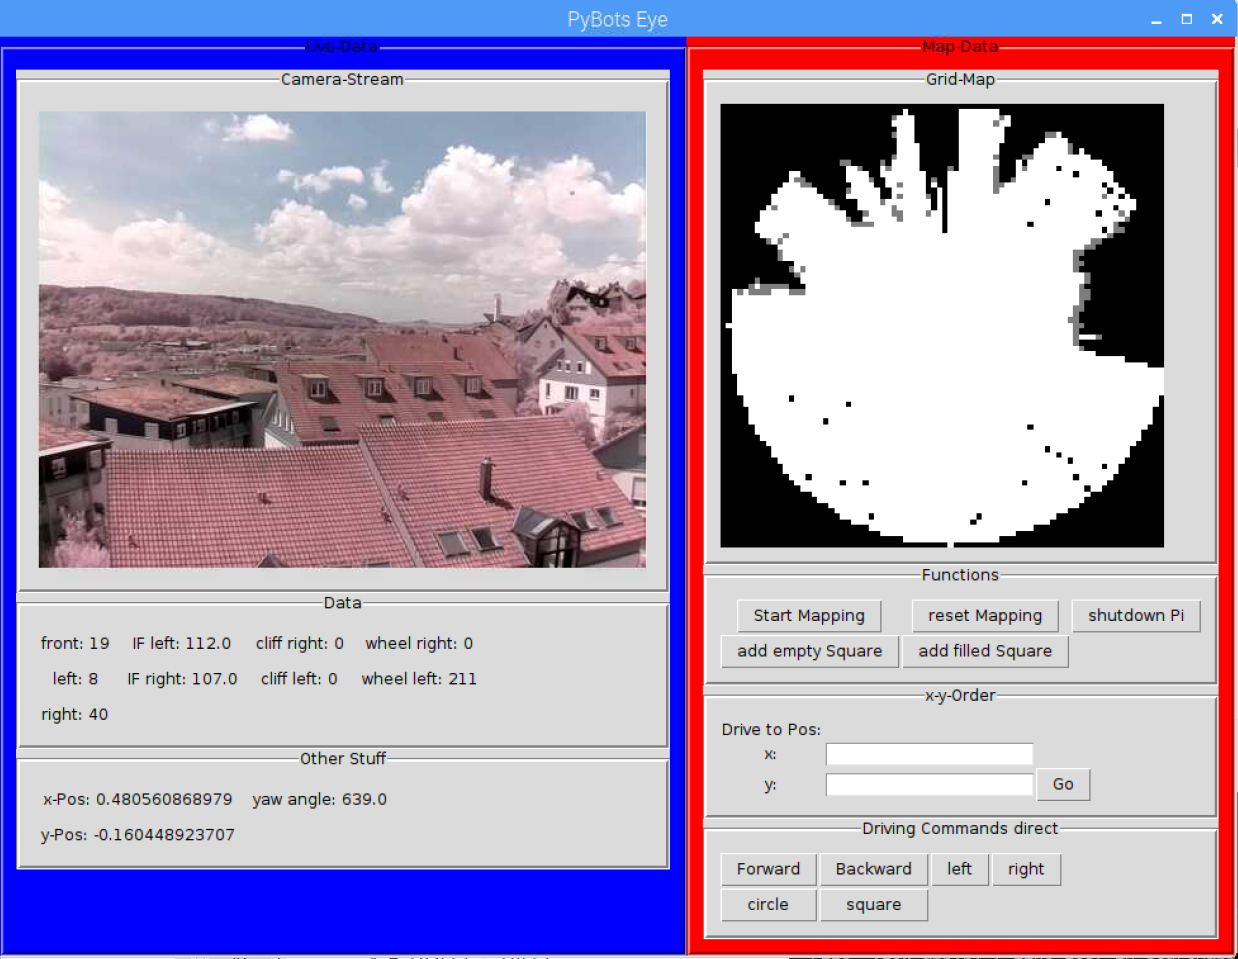 PyBots Eye
Live-Data
Camera-Stream
Data
front: 19 IF left: 112.0 cliff right: 0 wheel right: 0
left: 8 IF right: 107.0 cliff left: 0 wheel left: 211
right: 40
Other Stuff
x-Pos: 0.480560868979 yaw angle: 639.0
y-Pos: -0.160448923707
Map-Data
Grid-Map
Functions
Start Mapping reset Mapping shutdown Pi
add empty Square add filled Square
x-y-Order
Drive to Pos:
x:
y: Go
Driving Commands direct
Forward Backward left right
circle square